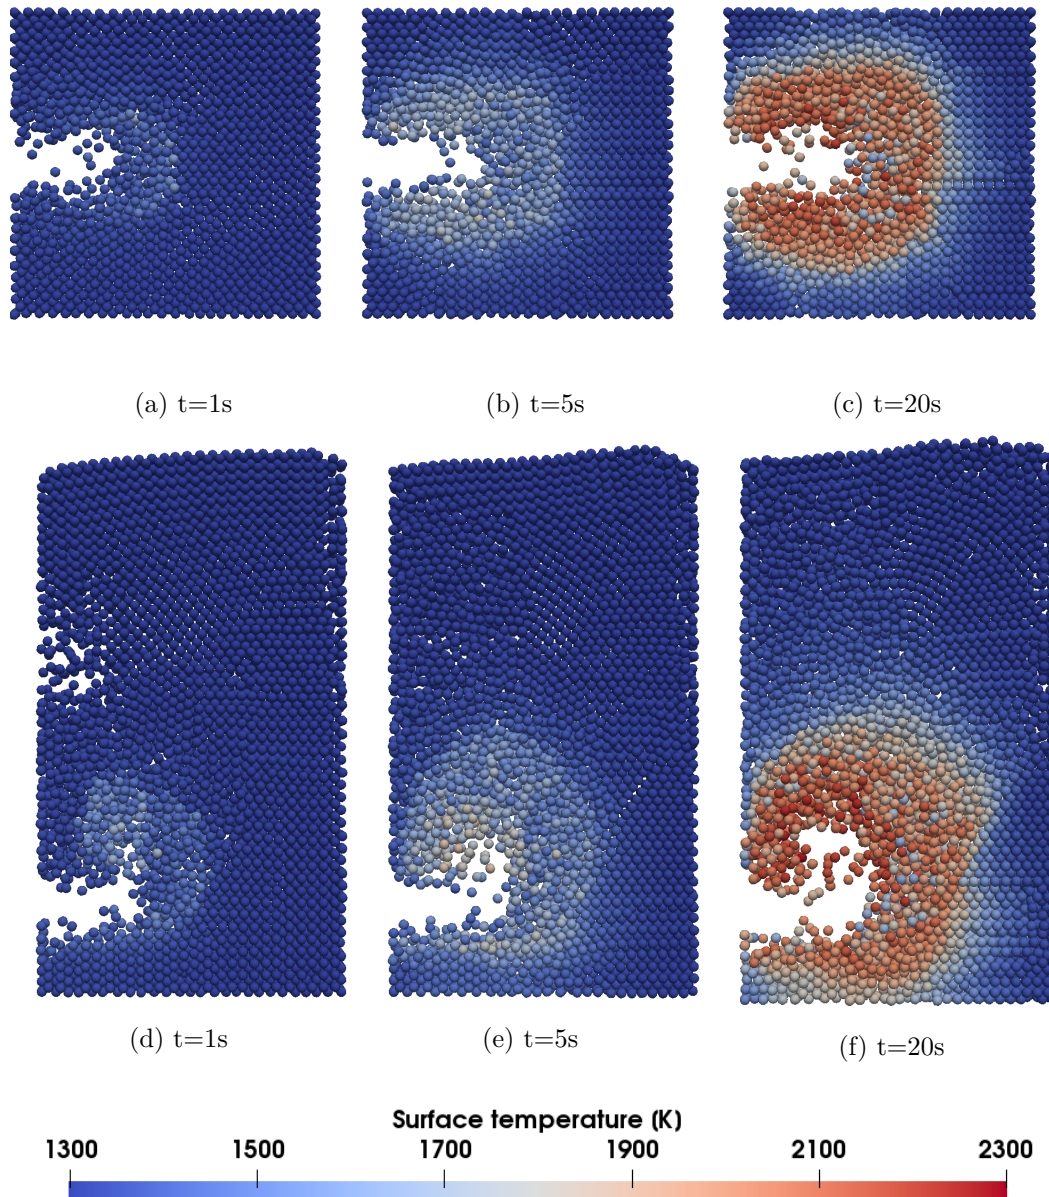 (a) t=1s (b) t=5s (c) t=20s
(d) t=1s (e) t=5s (f) t=20s
Surface temperature (K)
1300 1500 1700 1900 2100 2300